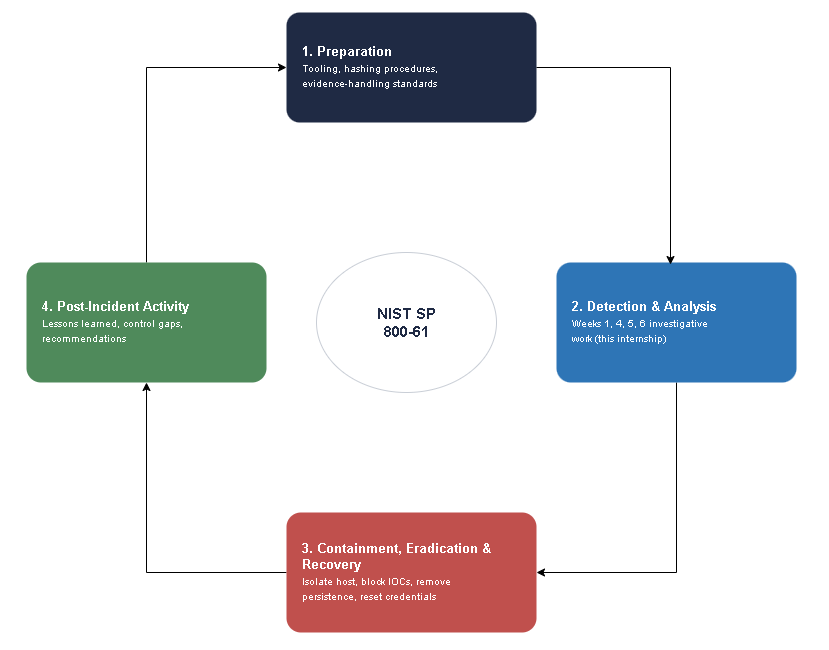 1. Preparation
Tooling, hashing procedures,
evidence-handling standards
4. Post-Incident Activity
Lessons learned, control gaps,
recommendations
NIST SP
800-61
2. Detection & Analysis
Weeks 1, 4, 5, 6 investigative
work (this internship)
3. Containment, Eradication &
Recovery
Isolate host, block IOCs, remove
persistence, reset credentials